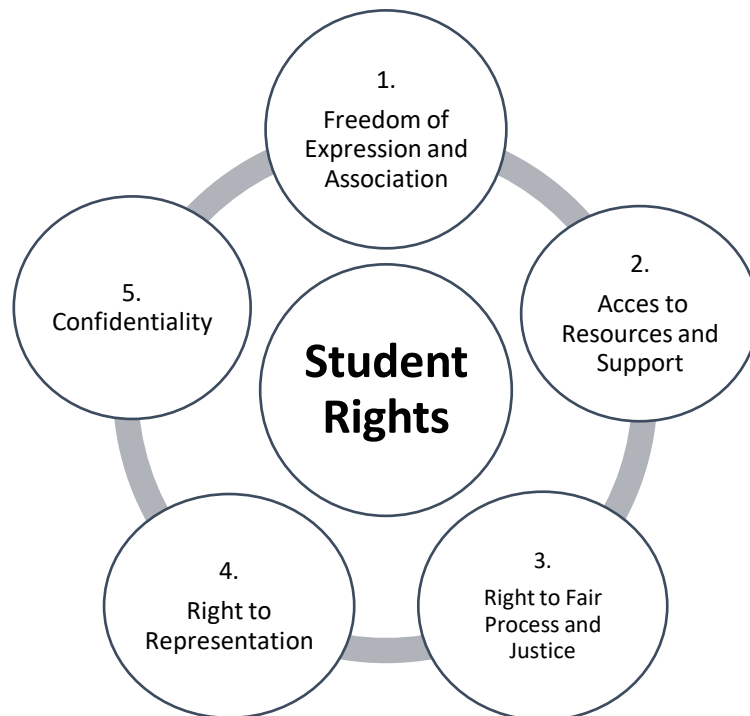 1.
Freedom of
Expression and
Association
2.
Acces to
Resources and
Support
3.
Right to Fair
Process and
Justice
4.
Right to
Representation
5.
Confidentiality
Student
Rights